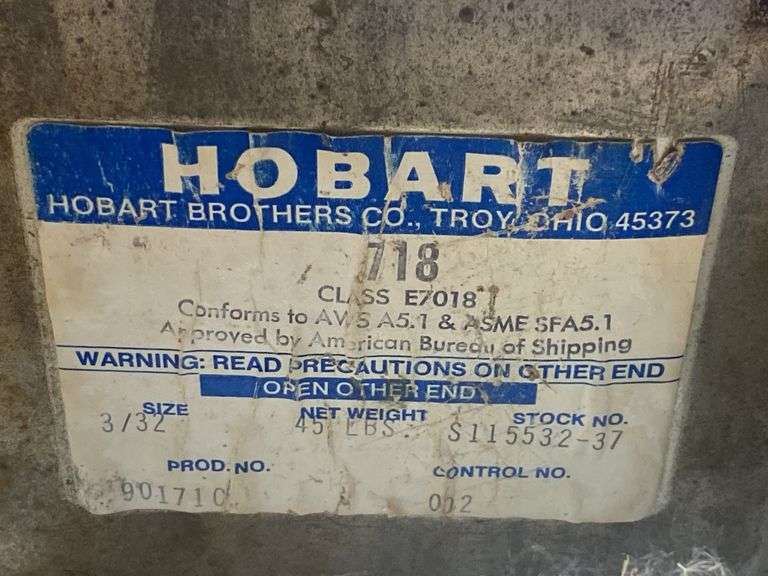 HOBART
HOBART BROTHERS CO., TROY, OHIO 45373
718
CLASS E7018
Conforms to AWS A5.1 & ASME SFA5.1
Approved by American Bureau of Shipping
WARNING: READ PRECAUTIONS ON OTHER END
OPEN OTHER END
SIZE NET WEIGHT STOCK NO.
3/32 45 LBS. S115532-37
PROD. NO. CONTROL NO.
901710 012